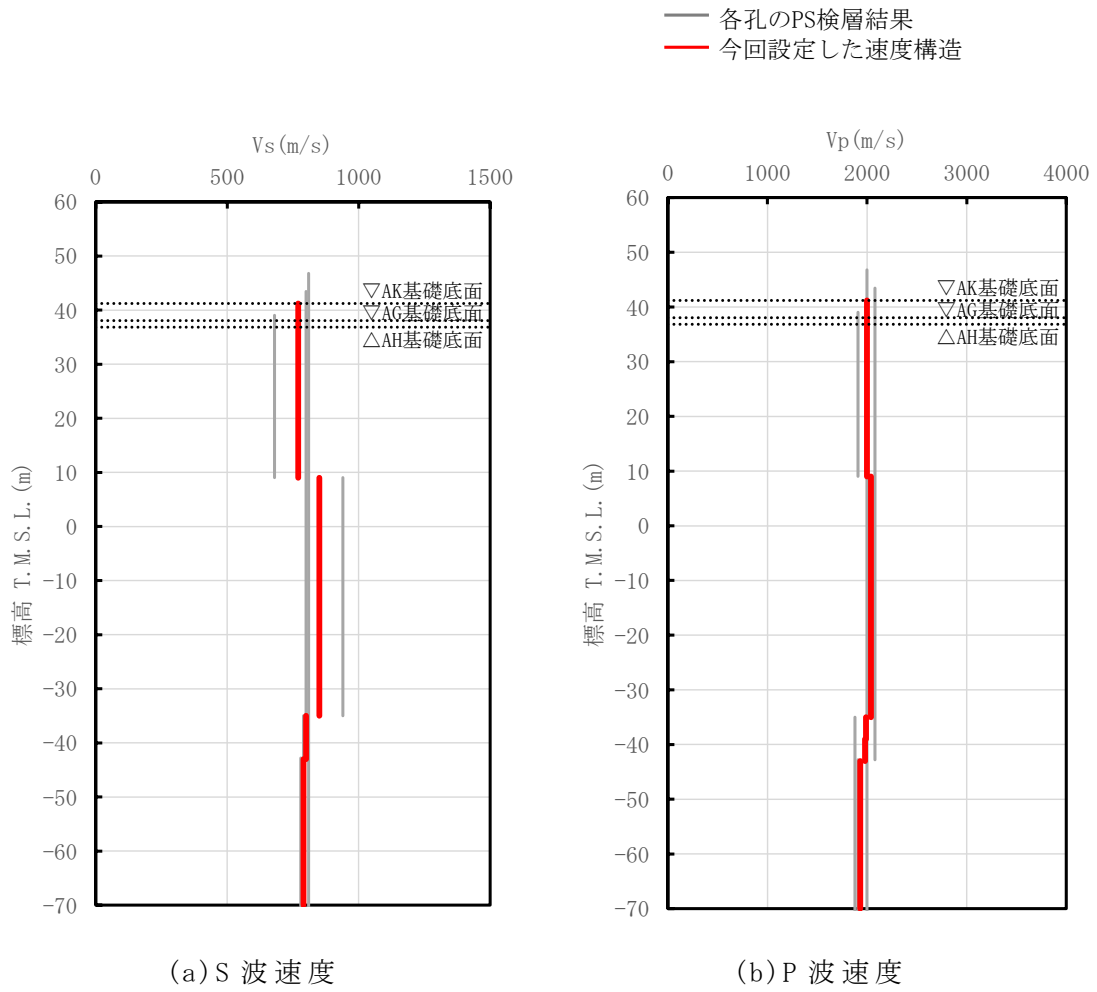 各孔のPS検層結果
今回設定した速度構造
Vs(m/s)
0 500 1000 1500
60
50
40
30
20
10
0
-10
-20
-30
-40
-50
-60
-70
標高 T.M.S.L.(m)
▽AK基礎底面
▽AG基礎底面
△AH基礎底面
(a)S 波速度
Vp(m/s)
0 1000 2000 3000 4000
60
50
40
30
20
10
0
-10
-20
-30
-40
-50
-60
-70
標高 T.M.S.L.(m)
▽AK基礎底面
▽AG基礎底面
△AH基礎底面
(b)P 波速度